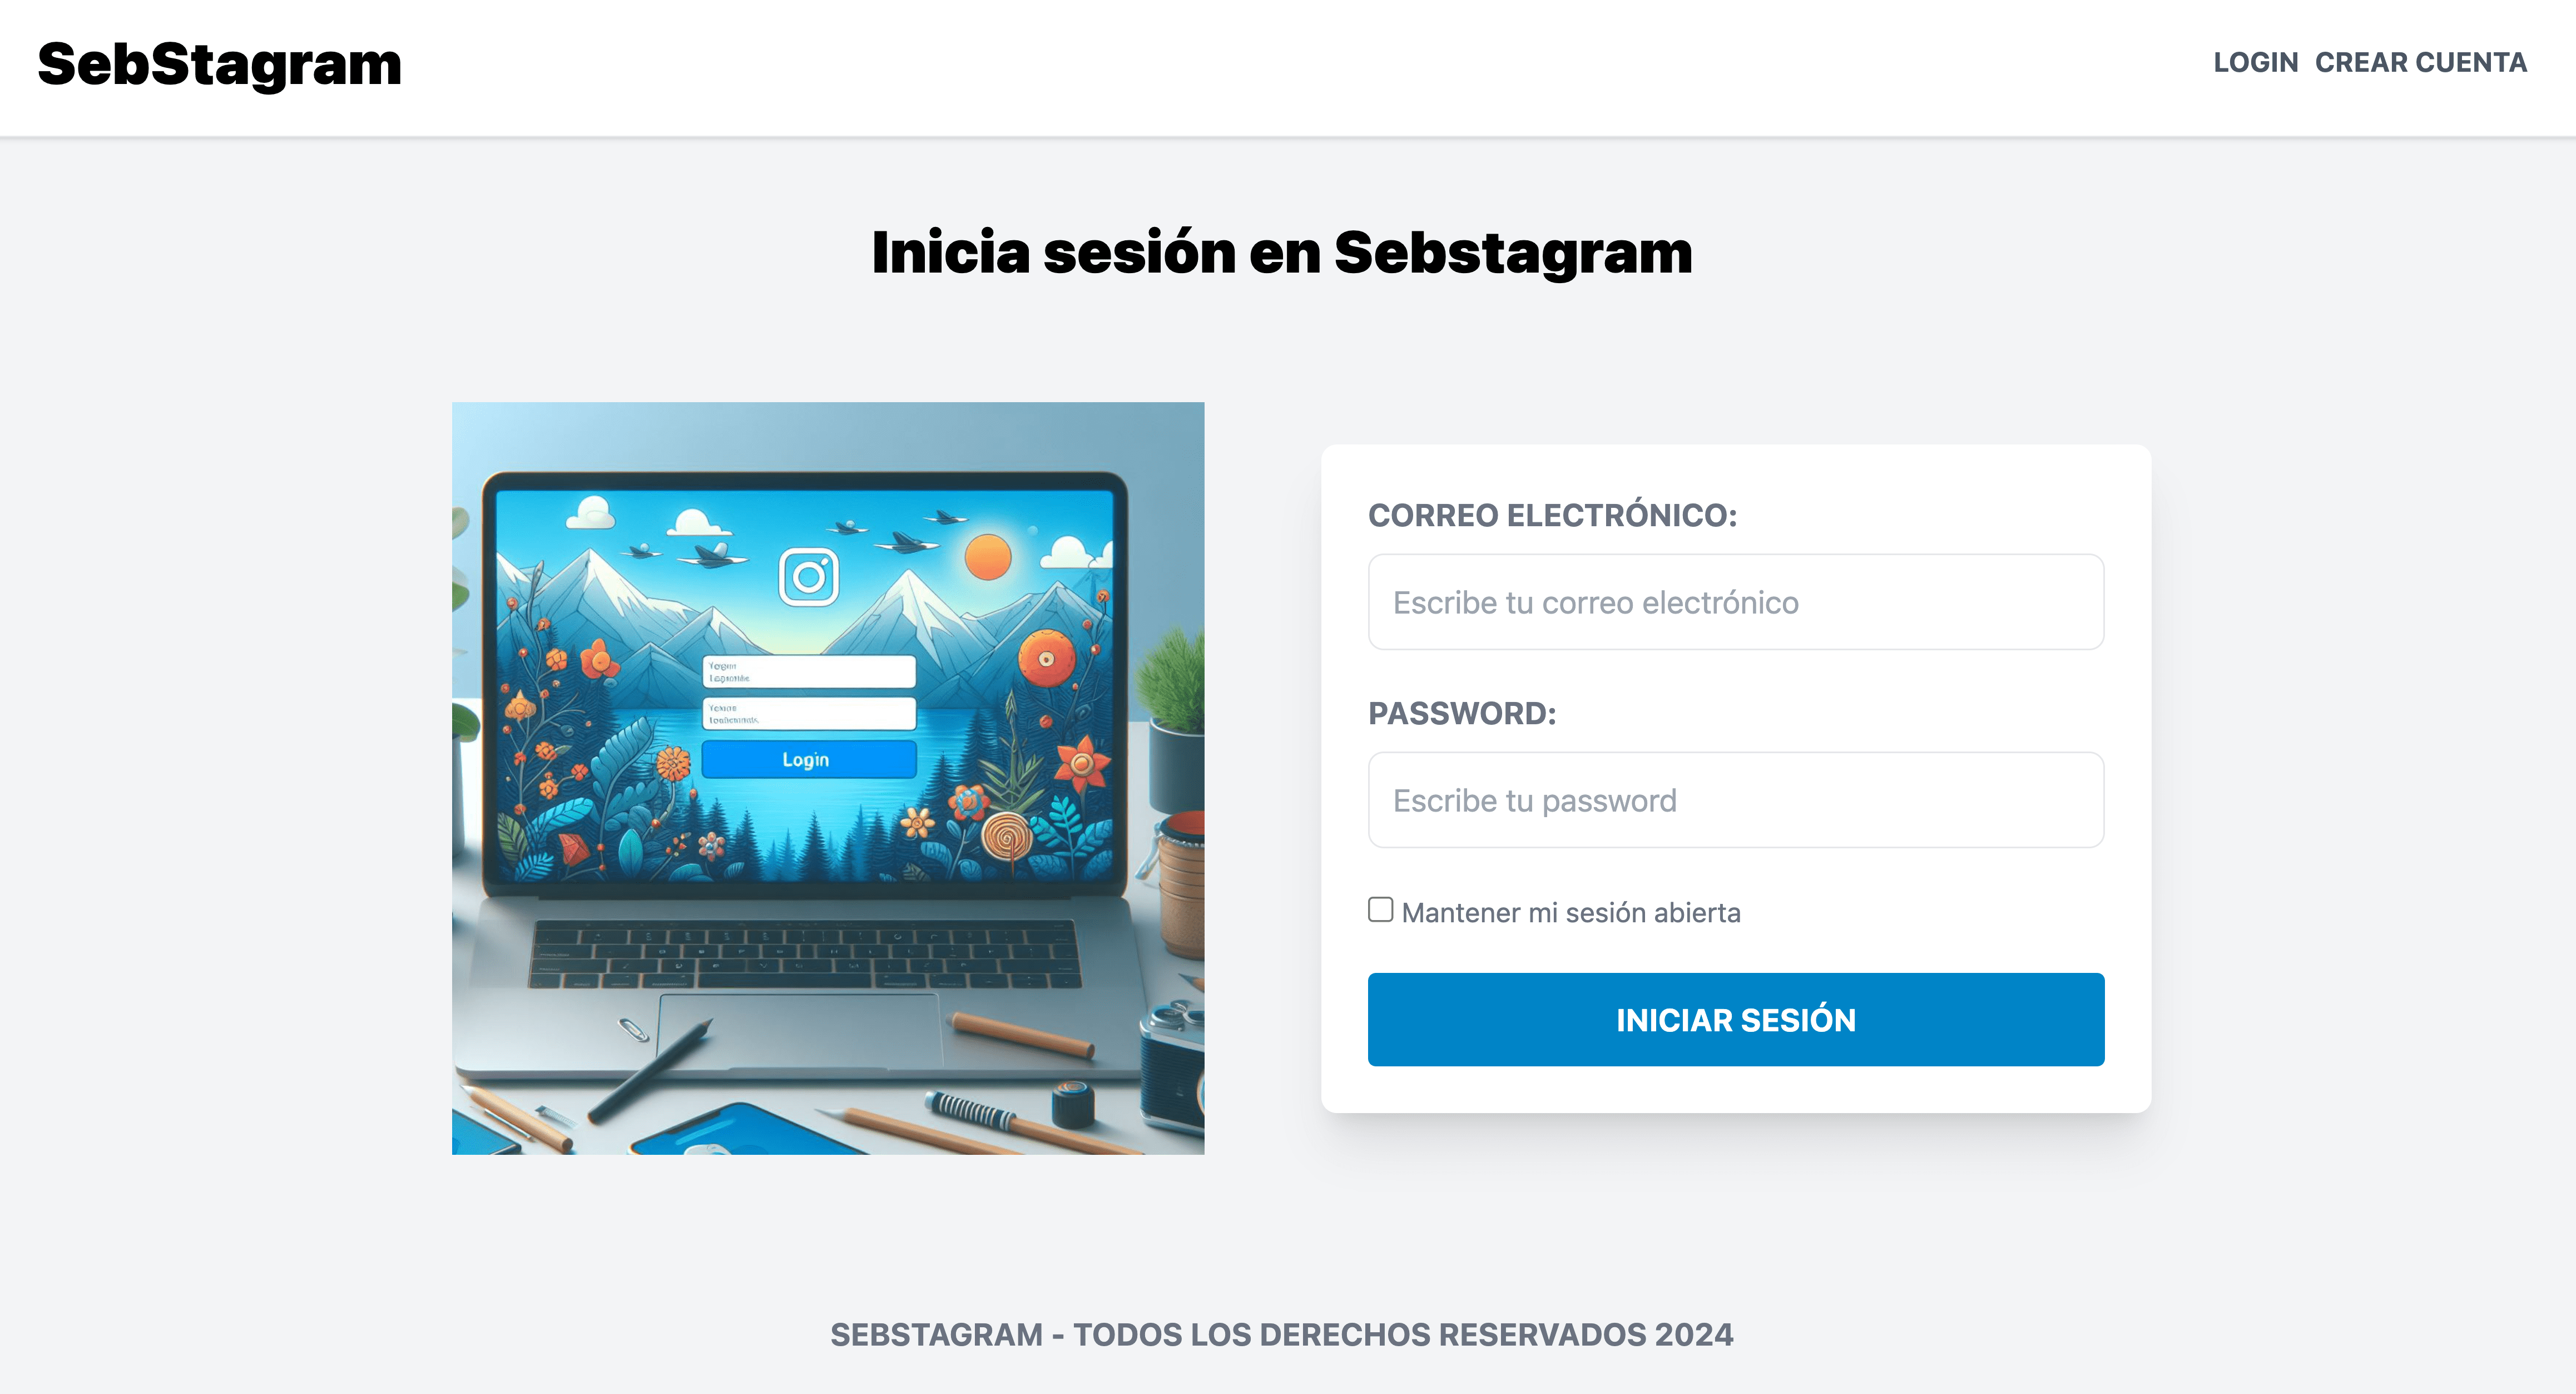 SebStagram
LOGIN CREAR CUENTA
Inicia sesión en Sebstagram
Login
CORREO ELECTRÓNICO:
Escribe tu correo electrónico
PASSWORD:
Escribe tu password
Mantener mi sesión abierta
INICIAR SESIÓN
SEBSTAGRAM - TODOS LOS DERECHOS RESERVADOS 2024